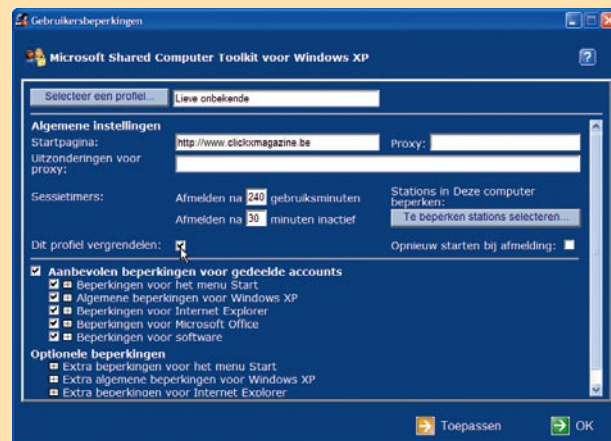 Gebruikersbeperkingen
Microsoft Shared Computer Toolkit voor Windows XP
?
Selecteer een profiel... Lieve onbekende
Algemene instellingen
Startpagina: http://www.clickxmagazine.be Proxy:
Uitzonderingen voor proxy:
Sessietimers: Afmelden na 240 gebruiksminuten
Afmelden na 30 minuten inactief
Stations in Deze computer beperken:
Te beperken stations selecteren...
Dit profiel vergrendelen: Opnieuw starten bij afmelding:
Aanbevolen beperkingen voor gedeelde accounts
Beperkingen voor het menu Start
Algemene beperkingen voor Windows XP
Beperkingen voor Internet Explorer
Beperkingen voor Microsoft Office
Beperkingen voor software
Optionele beperkingen
Extra beperkingen voor het menu Start
Extra algemene beperkingen voor Windows XP
Extra beperkingen voor Internet Explorer
Toepassen OK